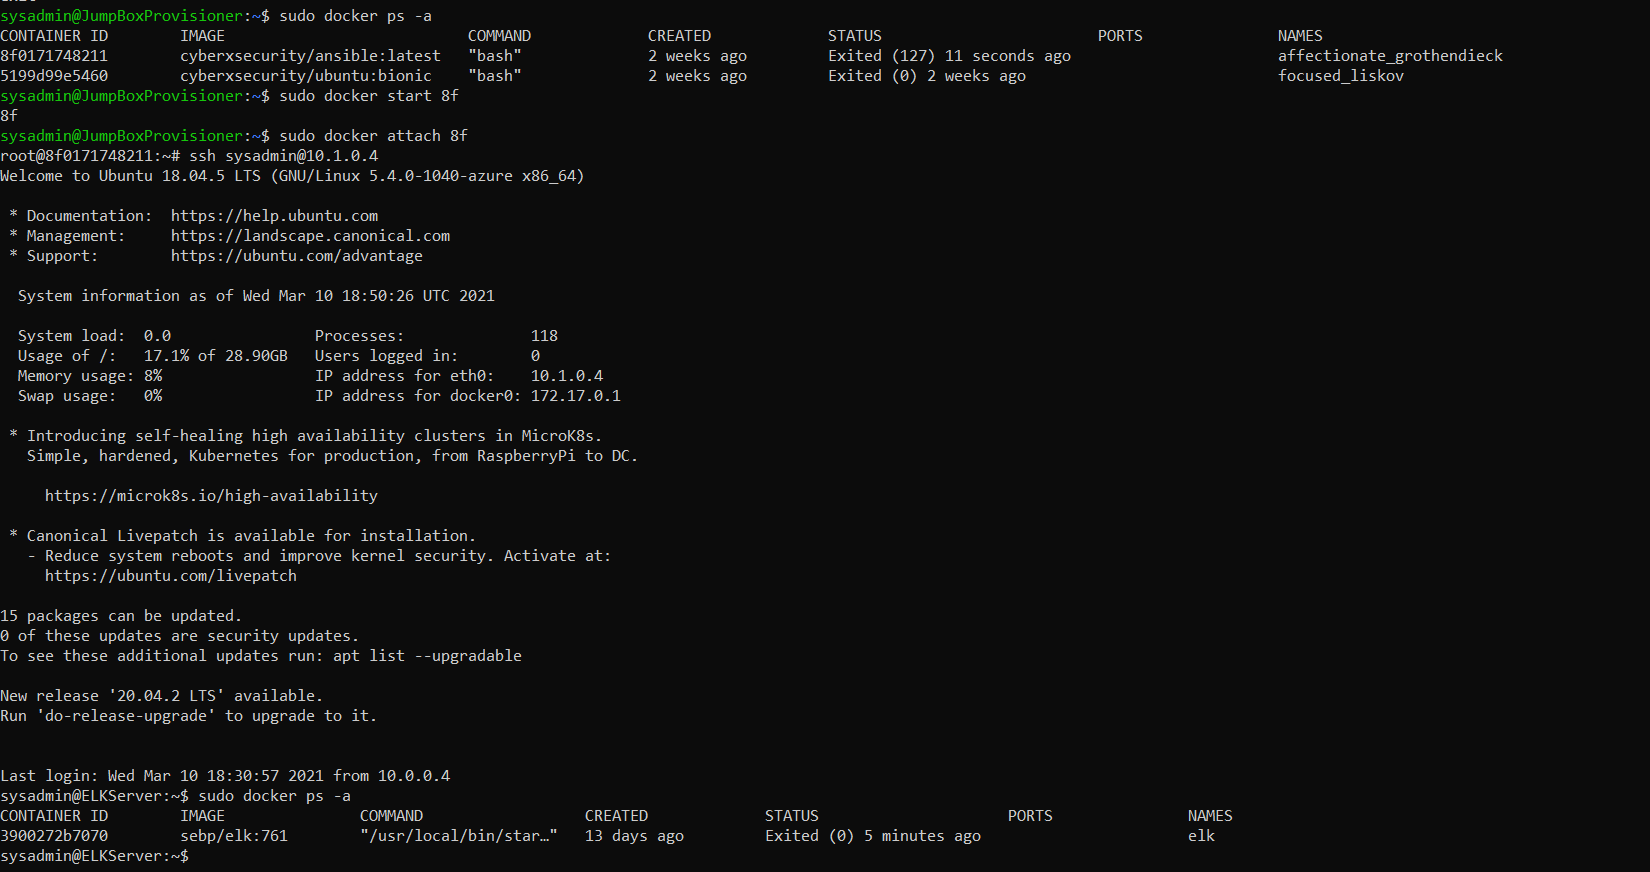 sysadmin@JumpBoxProvisioner:~$ sudo docker ps -a
CONTAINER ID        IMAGE                           COMMAND             CREATED             STATUS                        PORTS               NAMES
8f0171748211        cyberxsecurity/ansible:latest   "bash"              2 weeks ago         Exited (127) 11 seconds ago                       affectionate_grothendieck
5199d99e5460        cyberxsecurity/ubuntu:bionic    "bash"              2 weeks ago         Exited (0) 2 weeks ago                            focused_liskov
sysadmin@JumpBoxProvisioner:~$ sudo docker start 8f
8f
sysadmin@JumpBoxProvisioner:~$ sudo docker attach 8f
root@8f0171748211:~# ssh sysadmin@10.1.0.4
Welcome to Ubuntu 18.04.5 LTS (GNU/Linux 5.4.0-1040-azure x86_64)

 * Documentation:  https://help.ubuntu.com
 * Management:     https://landscape.canonical.com
 * Support:        https://ubuntu.com/advantage

  System information as of Wed Mar 10 18:50:26 UTC 2021

  System load:  0.0                Processes:              118
  Usage of /:   17.1% of 28.90GB   Users logged in:        0
  Memory usage: 8%                 IP address for eth0:    10.1.0.4
  Swap usage:   0%                 IP address for docker0: 172.17.0.1

 * Introducing self-healing high availability clusters in MicroK8s.
   Simple, hardened, Kubernetes for production, from RaspberryPi to DC.

     https://microk8s.io/high-availability

 * Canonical Livepatch is available for installation.
   - Reduce system reboots and improve kernel security. Activate at:
     https://ubuntu.com/livepatch

15 packages can be updated.
0 of these updates are security updates.
To see these additional updates run: apt list --upgradable

New release '20.04.2 LTS' available.
Run 'do-release-upgrade' to upgrade to it.


Last login: Wed Mar 10 18:30:57 2021 from 10.0.0.4
sysadmin@ELKServer:~$ sudo docker ps -a
CONTAINER ID        IMAGE               COMMAND                  CREATED             STATUS                     PORTS               NAMES
3900272b7070        sebp/elk:761        "/usr/local/bin/star…"   13 days ago         Exited (0) 5 minutes ago                       elk
sysadmin@ELKServer:~$